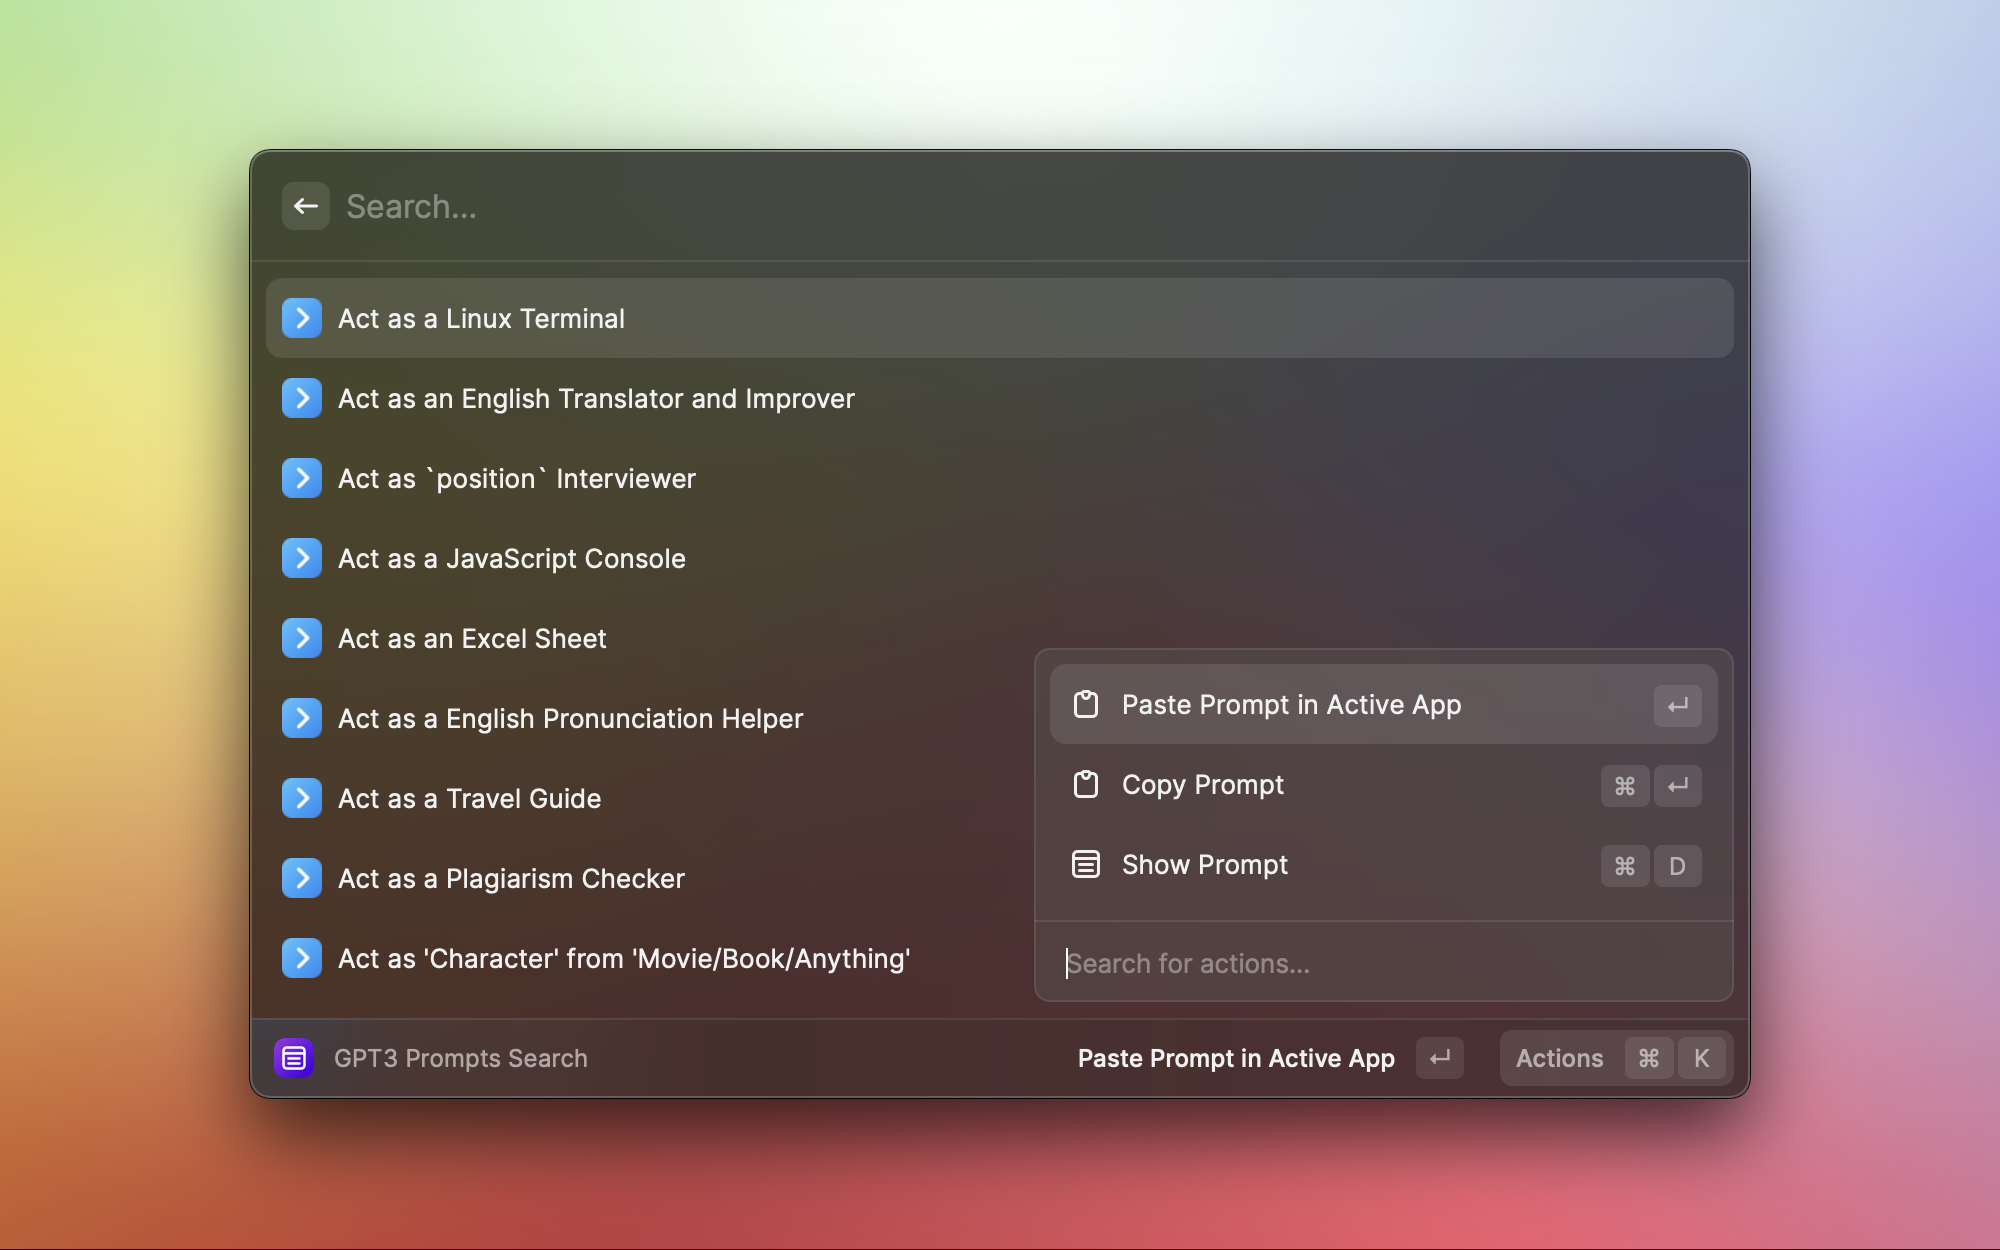 Search...
Act as a Linux Terminal
Act as an English Translator and Improver
Act as `position` Interviewer
Act as a JavaScript Console
Act as an Excel Sheet
Act as a English Pronunciation Helper
Act as a Travel Guide
Act as a Plagiarism Checker
Act as 'Character' from 'Movie/Book/Anything'
Paste Prompt in Active App ↵
Copy Prompt ⌘ ↵
Show Prompt ⌘ D
Search for actions...
GPT3 Prompts Search
Paste Prompt in Active App ↵
Actions ⌘ K